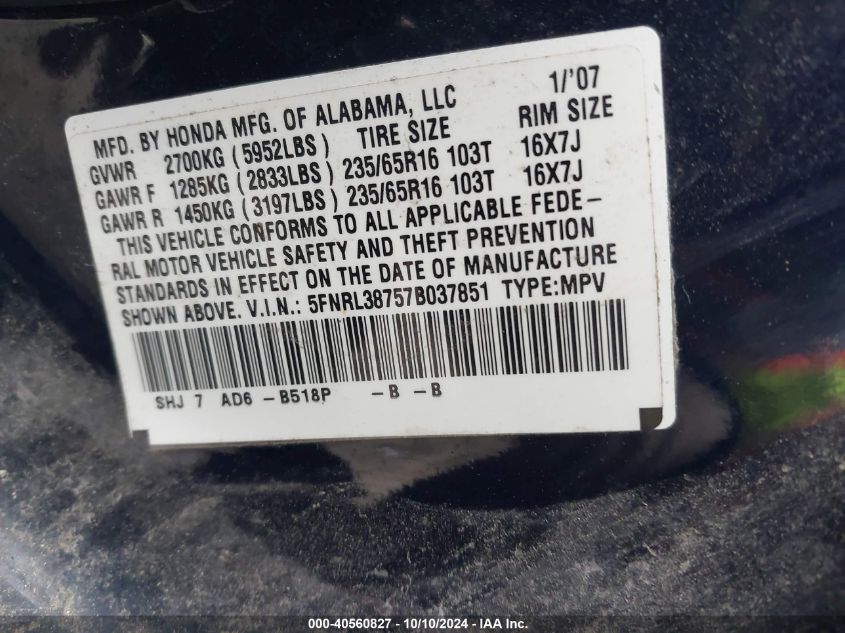 MFD. BY HONDA MFG. OF ALABAMA, LLC 1/'07
GVWR 2700KG (5952LBS) TIRE SIZE RIM SIZE
GAWR F 1285KG (2833LBS) 235/65R16 103T 16X7J
GAWR R 1450KG (3197LBS) 235/65R16 103T 16X7J
THIS VEHICLE CONFORMS TO ALL APPLICABLE FEDE-
RAL MOTOR VEHICLE SAFETY AND THEFT PREVENTION
STANDARDS IN EFFECT ON THE DATE OF MANUFACTURE
SHOWN ABOVE. V.I.N.: 5FNRL38757B037851 TYPE:MPV
SHJ 7 AD6 -B518P -B -B
000-40560827 - 10/10/2024 - IAA Inc.